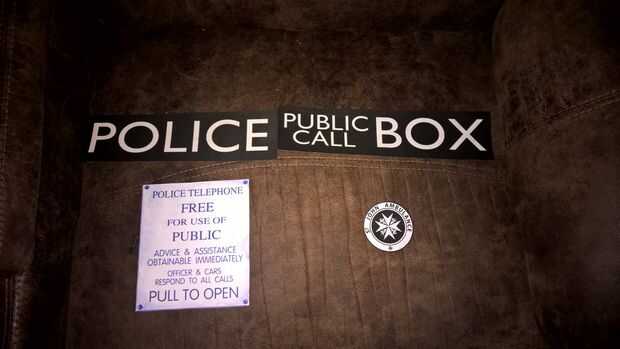 POLICE PUBLIC CALL BOX
POLICE TELEPHONE
FREE
FOR USE OF
PUBLIC
ADVICE & ASSISTANCE
OBTAINABLE IMMEDIATELY
OFFICER & CARS
RESPOND TO ALL CALLS
PULL TO OPEN
ST JOHN AMBULANCE